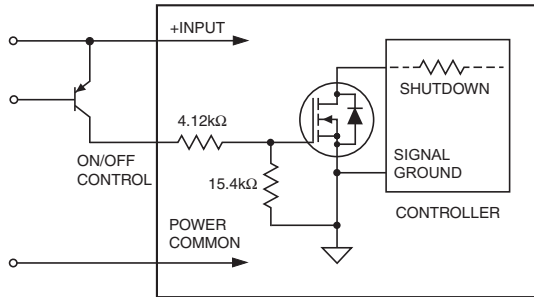 +INPUT
SHUTDOWN
4.12kΩ
ON/OFF
CONTROL
SIGNAL
GROUND
15.4kΩ
CONTROLLER
POWER
COMMON